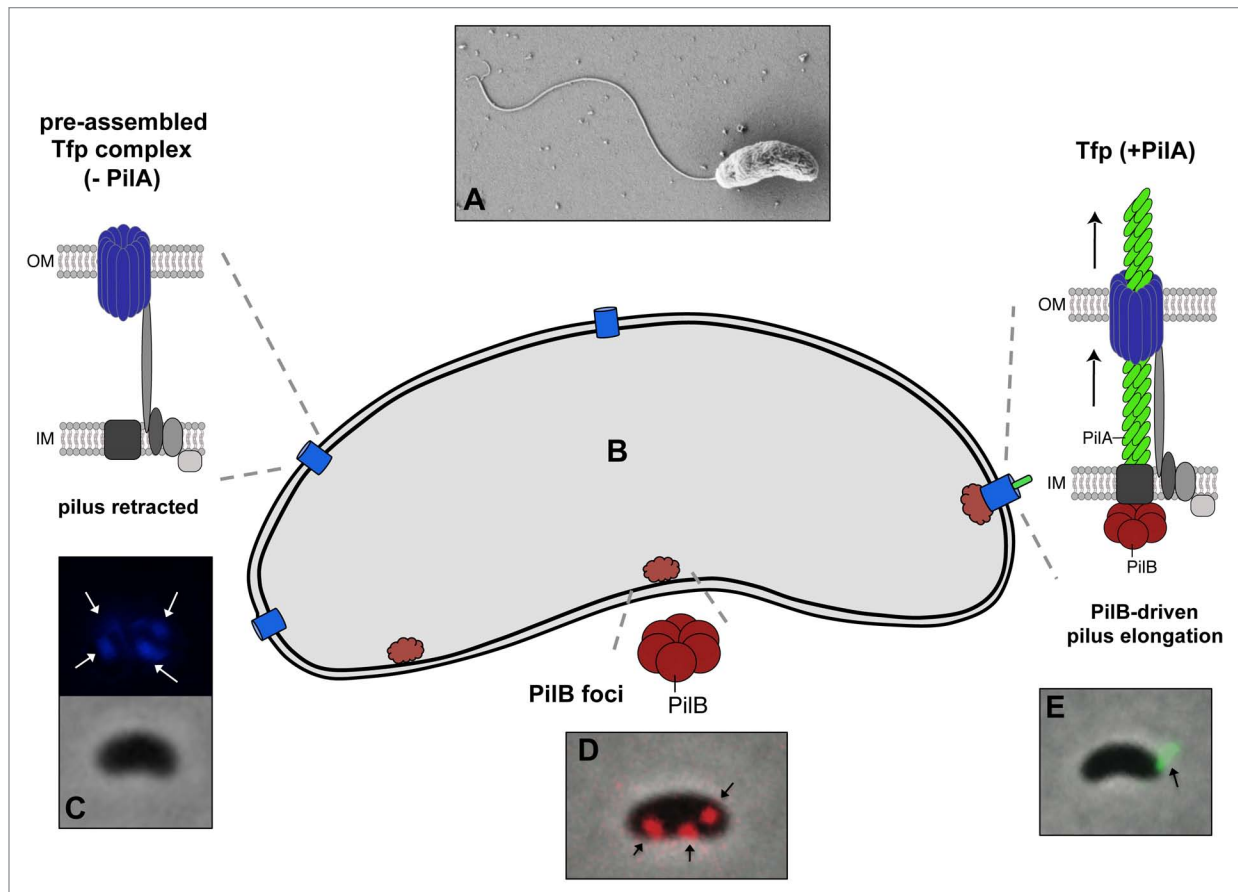 A
pre-assembled
Tfp complex
(- PilA)
OM
IM
pilus retracted
C
B
PilB foci
PilB
D
Tfp (+PilA)
OM
PilA
IM
PilB
PilB-driven
pilus elongation
E